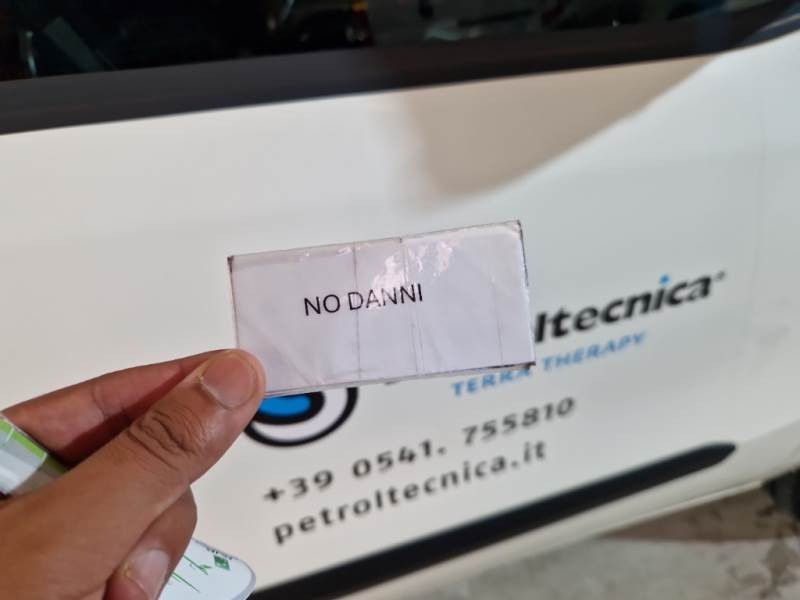 NO DANNI
ltecnica®
TERRA THERAPY
+39 0541. 755810
petroltecnica.it